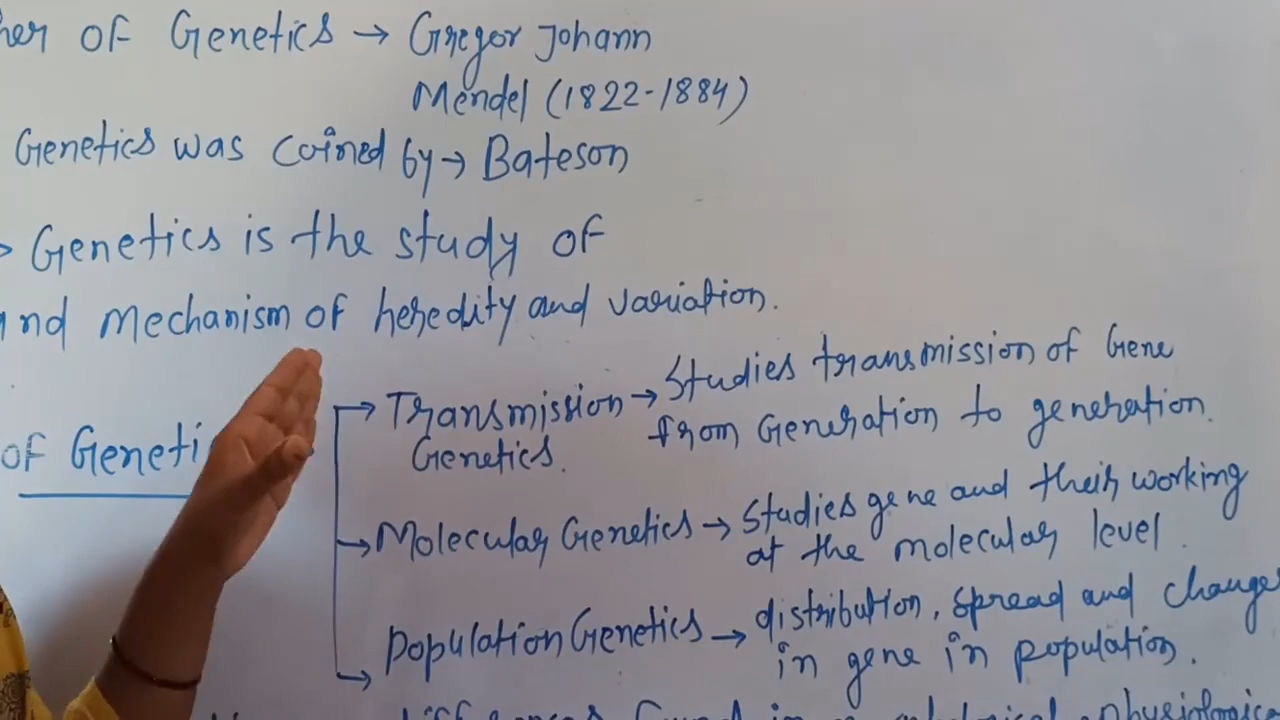 her of Genetics → Gregor Johann
Mendel (1822-1884)
Genetics was coined by → Bateson
> Genetics is the study of
and mechanism of heredity and variation.
of Geneti
→ Transmission Genetics. → Studies transmission of Gene
from Generation to generation.
→ Molecular Genetics → Studies gene and their working
at the molecular level.
→ Population Genetics → distribution, spread and change
in gene in population.